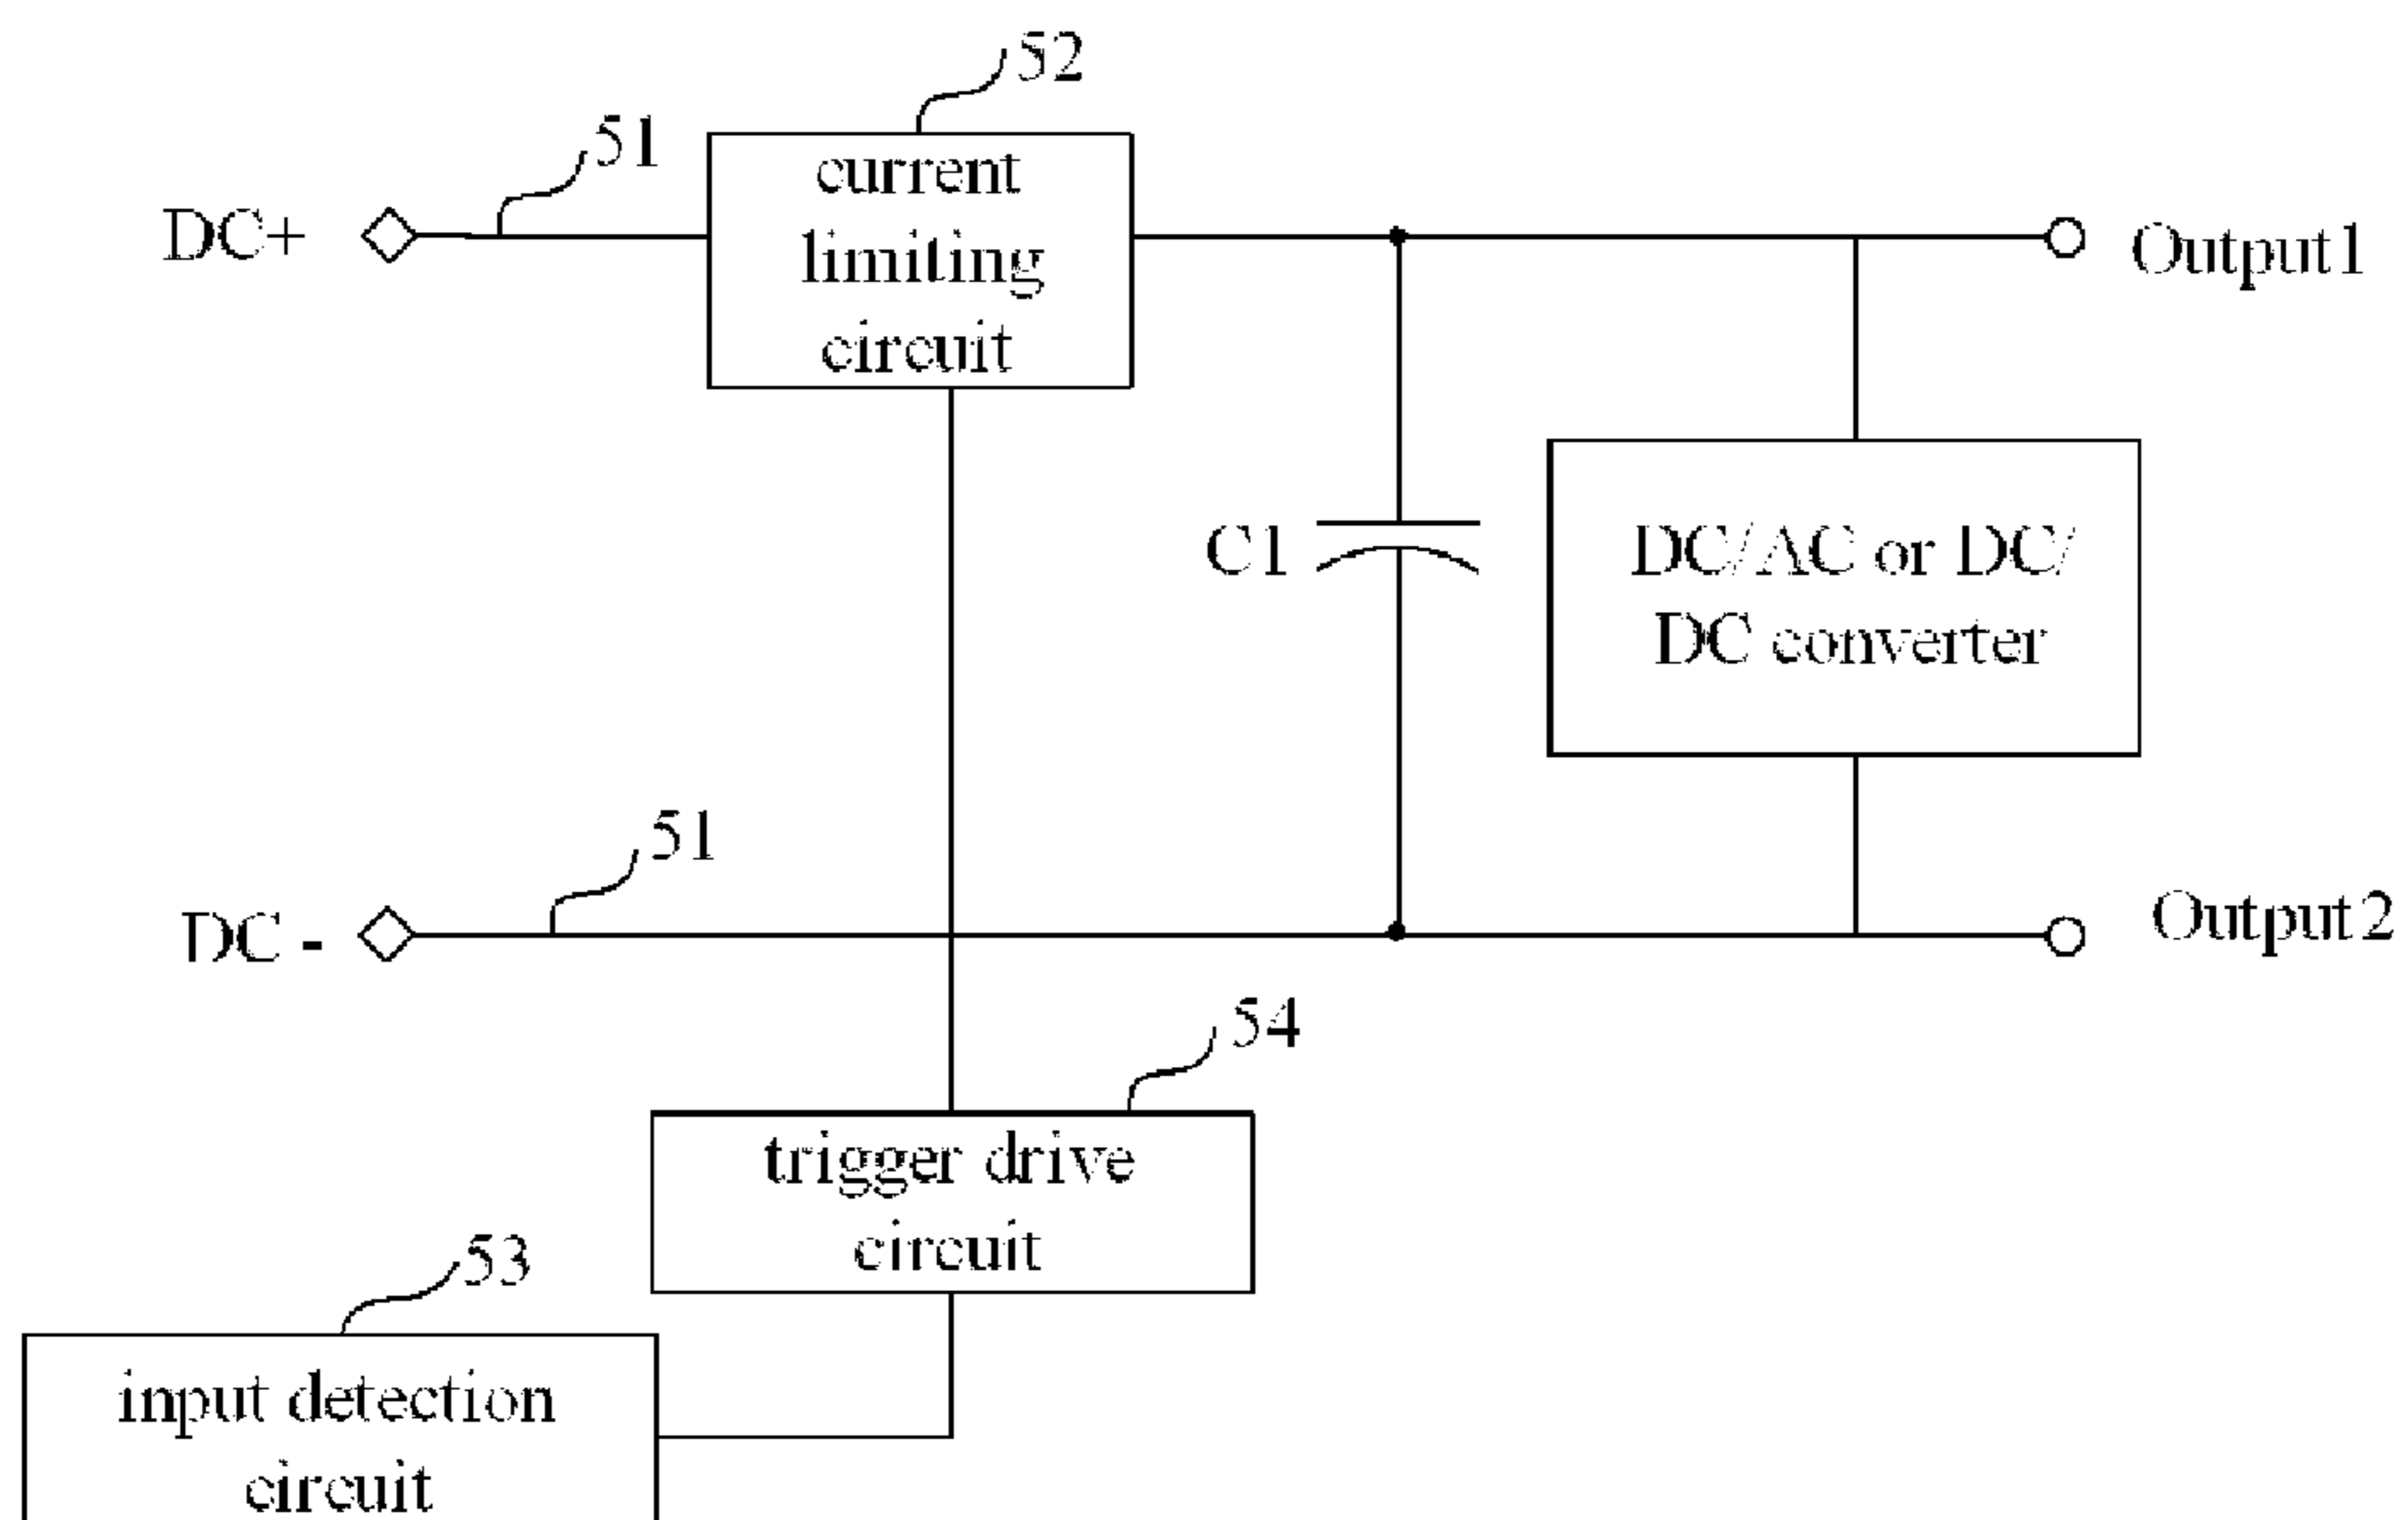 52
51
current
limiting
circuit
DC+
Output1
C1
DC/AC or DC/
DC converter
51
DC -
Output2
54
trigger drive
circuit
53
input detection
circuit